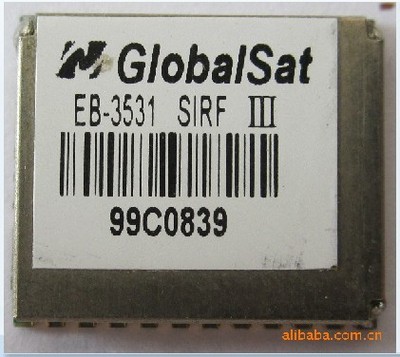 GlobalSat
EB-3531 SIRF III
99C0839
alibaba.com.cn